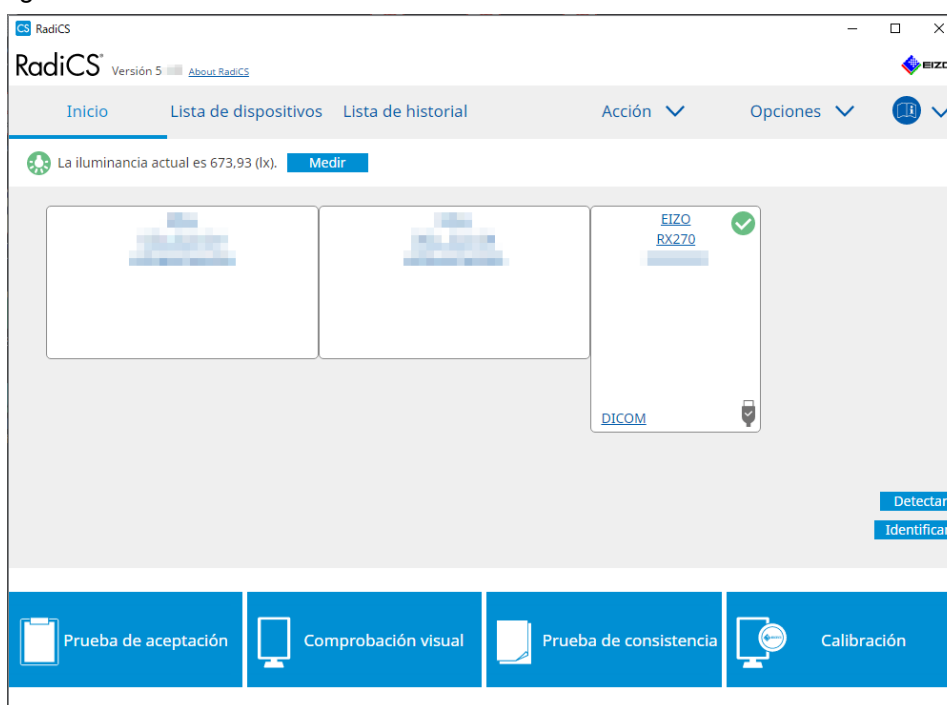 CS RadiCS
RadiCS® Versión 5 About RadiCS
EIZO
Inicio Lista de dispositivos Lista de historial Acción Opciones
La iluminancia actual es 673,93 (lx). Medir
EIZO
RX270
DICOM
Detectar
Identificar
Prueba de aceptación Comprobación visual Prueba de consistencia Calibración